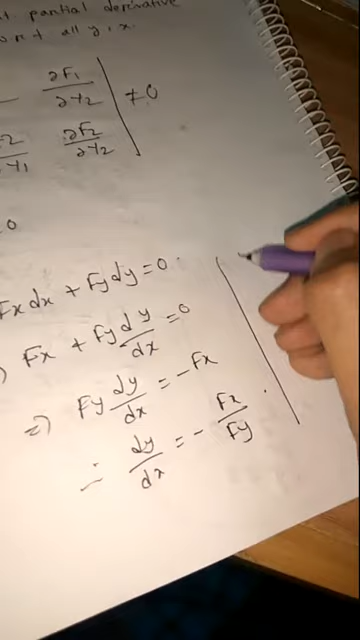 partial derivative
all y, x.
∂F₁/∂Y₂ ≠ 0
∂Y₁ ∂F₂/∂Y₂
0
Fx dx + Fy dy = 0
Fx + Fy dy/dx = 0
⇒ Fy dy/dx = - Fx
∴ dy/dx = - Fx/Fy .